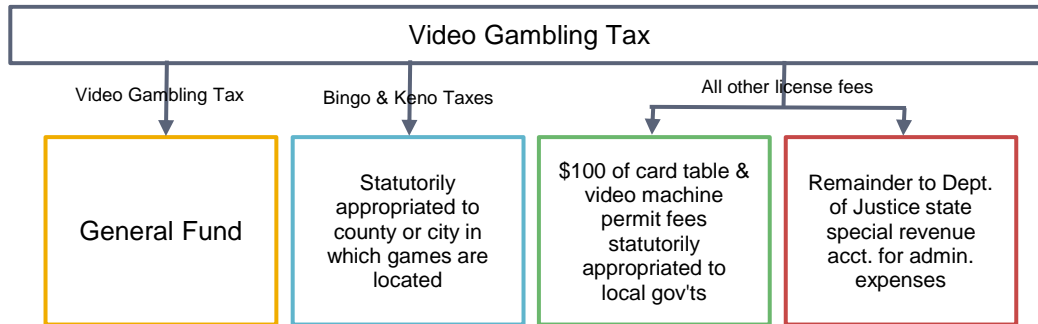 Video Gambling Tax
Video Gambling Tax
Bingo & Keno Taxes
All other license fees
General Fund
Statutorily
appropriated to
county or city in
which games are
located
$100 of card table &
video machine
permit fees
statutorily
appropriated to
local gov'ts
Remainder to Dept.
of Justice state
special revenue
acct. for admin.
expenses